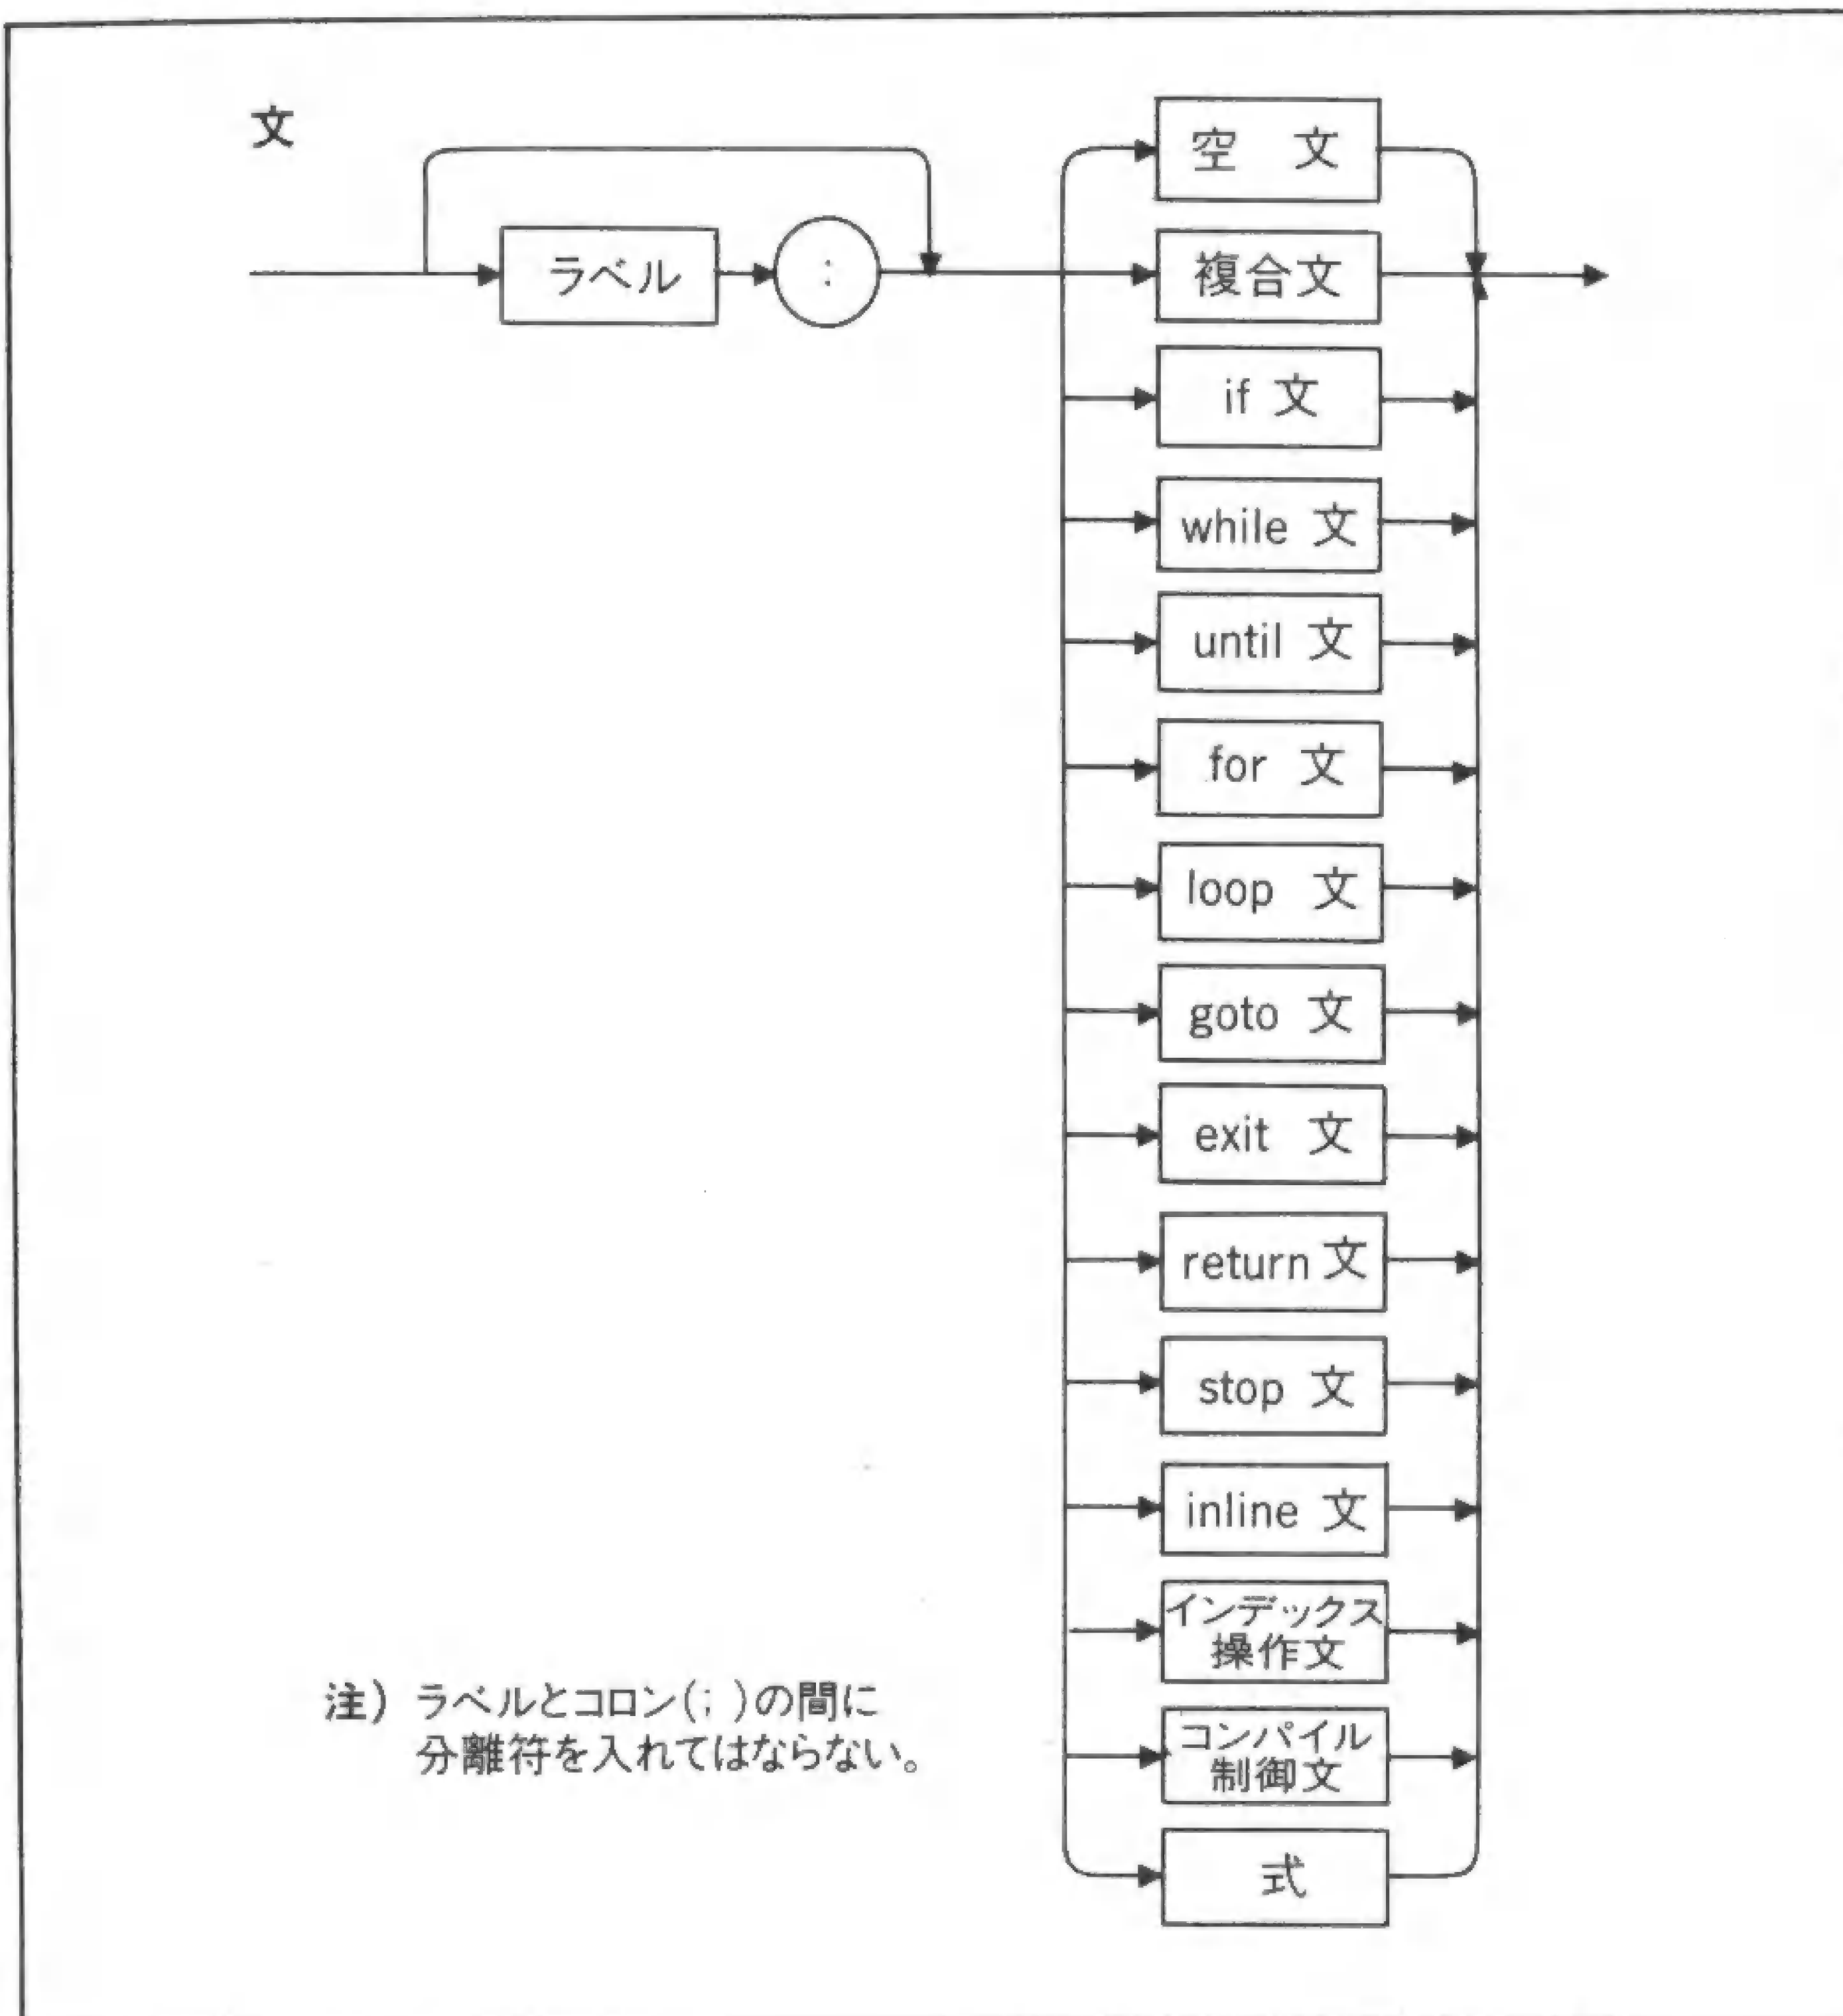 文
ラベル
:
空 文
複合文
if 文
while 文
until 文
for 文
loop 文
goto 文
exit 文
return 文
stop 文
inline 文
インデックス
操作文
コンパイル
制御文
式
注) ラベルとコロン(; )の間に
分離符を入れてはならない。